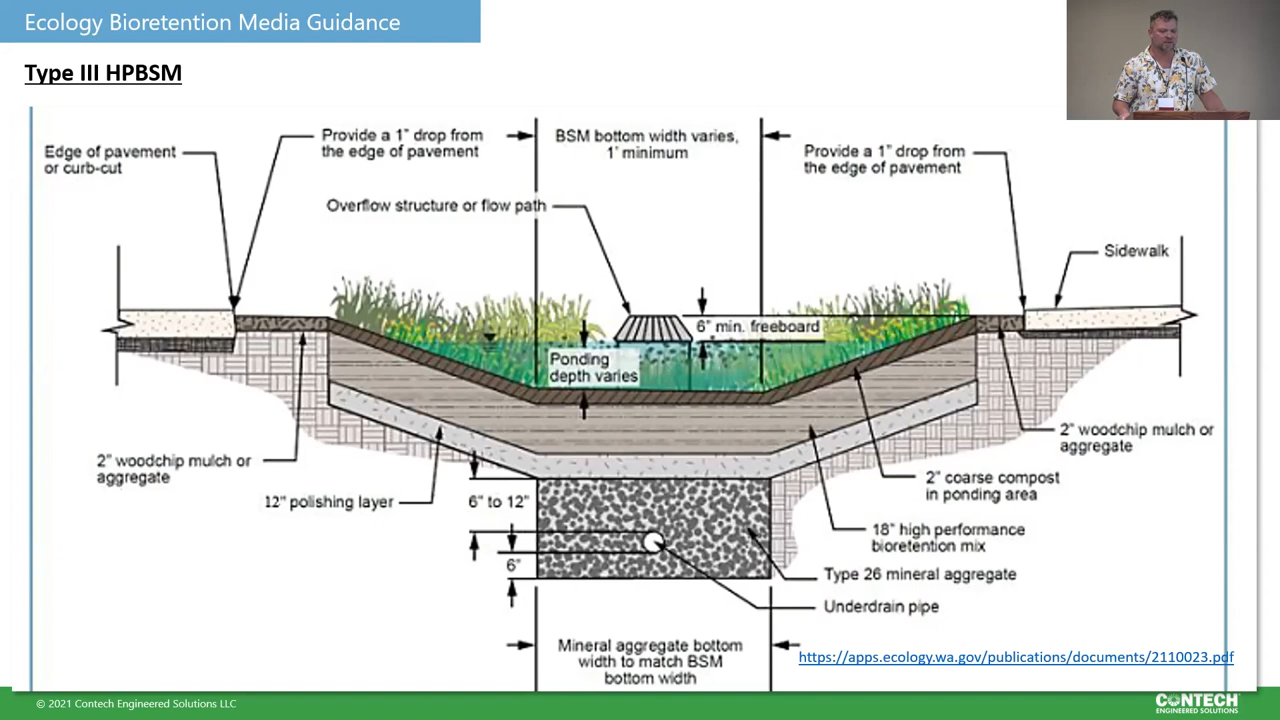 Ecology Bioretention Media Guidance
Type III HPBSM
Edge of pavement
or curb-cut
Provide a 1" drop from
the edge of pavement
BSM bottom width varies,
1' minimum
Provide a 1" drop from
the edge of pavement
Overflow structure or flow path
Sidewalk
6" min. freeboard
Ponding
depth varies
2" woodchip mulch or
aggregate
12" polishing layer
6" to 12"
6"
2" woodchip mulch or
aggregate
2" coarse compost
in ponding area
18" high performance
bioretention mix
Type 26 mineral aggregate
Underdrain pipe
Mineral aggregate bottom
width to match BSM
bottom width
https://apps.ecology.wa.gov/publications/documents/2110023.pdf
© 2021 Contech Engineered Solutions LLC
CONTECH
ENGINEERED SOLUTIONS